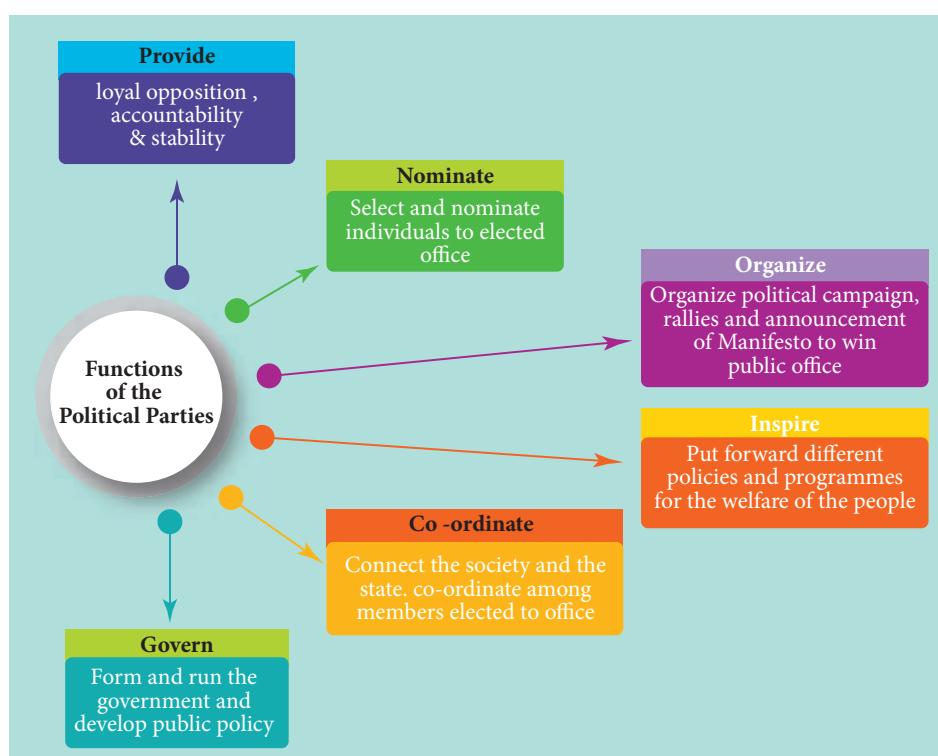 Provide
loyal opposition ,
accountability
& stability
Nominate
Select and nominate
individuals to elected
office
Organize
Organize political campaign,
rallies and announcement
of Manifesto to win
public office
Functions
of the
Political Parties
Inspire
Put forward different
policies and programmes
for the welfare of the people
Co -ordinate
Connect the society and the
state. co-ordinate among
members elected to office
Govern
Form and run the
government and
develop public policy